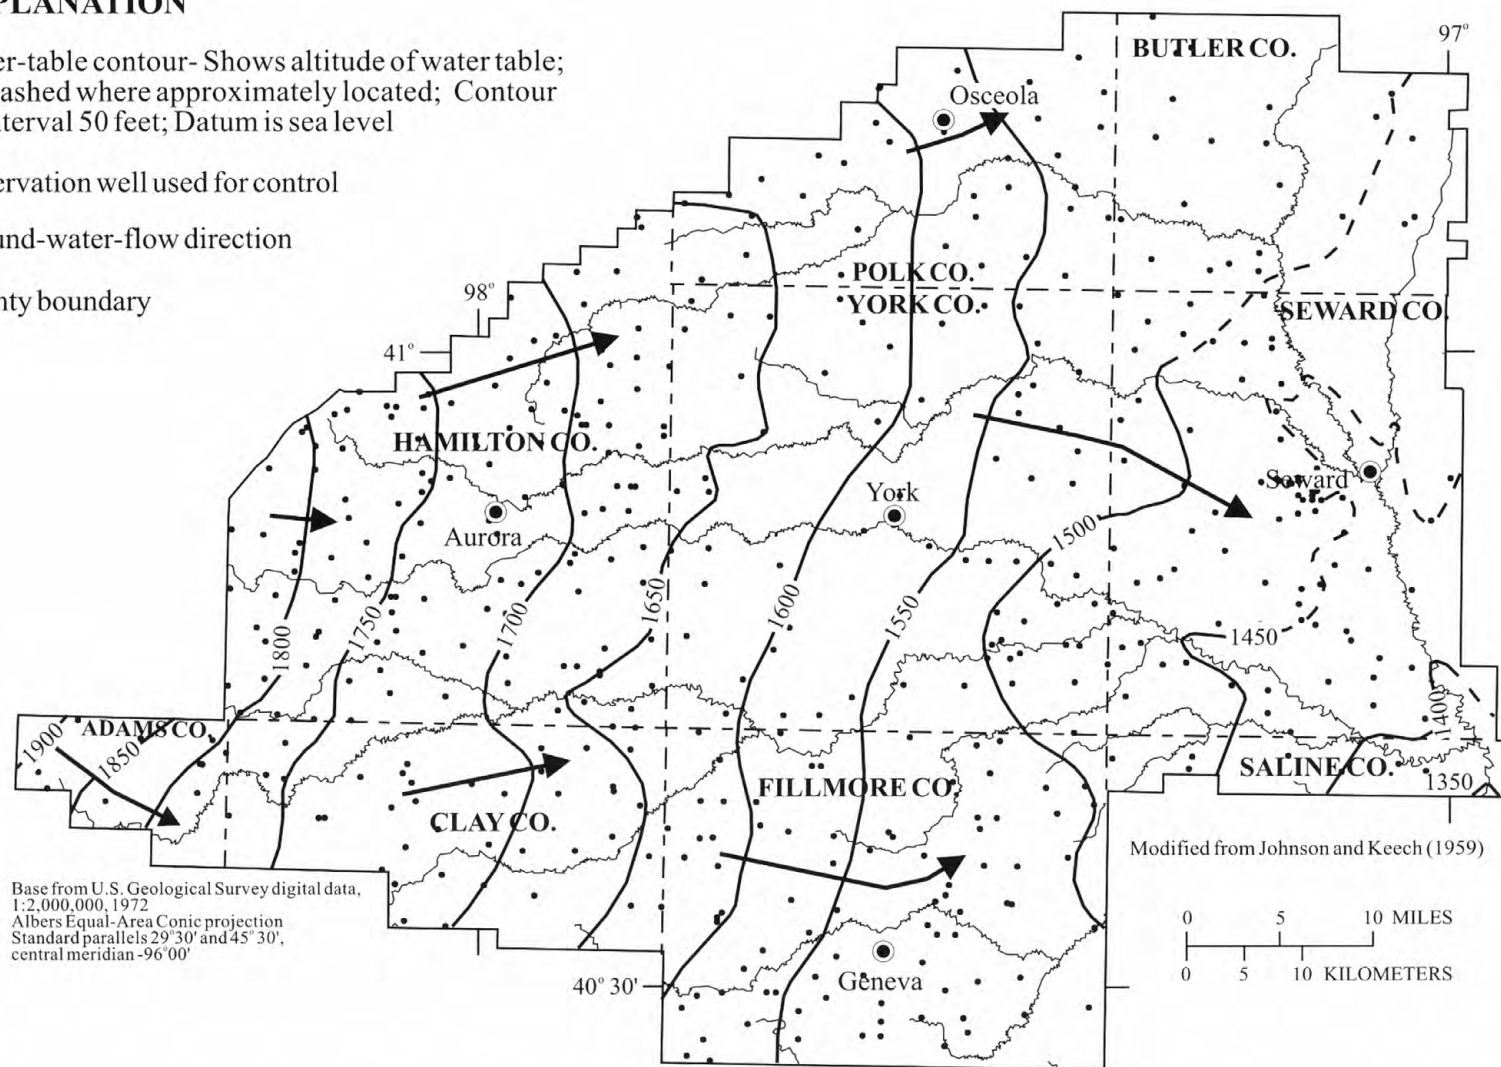 PLANATION
er-table contour- Shows altitude of water table;
ashed where approximately located; Contour
nterval 50 feet; Datum is sea level
ervation well used for control
und-water-flow direction
nty boundary
BUTLER CO.
97°
Osceola
POLK CO.
YORK CO.
SEWARD CO.
98°
41°
HAMILTON CO.
Seward
York
Aurora
1500
1650
1600
1550
1700
1750
1800
1450
1400
ADAMS CO.
1900
1850
SALINE CO.
1350
FILLMORE CO.
CLAY CO.
Modified from Johnson and Keech (1959)
Base from U.S. Geological Survey digital data,
1:2,000,000, 1972
Albers Equal-Area Conic projection
Standard parallels 29°30' and 45°30',
central meridian -96°00'
0 5 10 MILES
0 5 10 KILOMETERS
Geneva
40° 30'